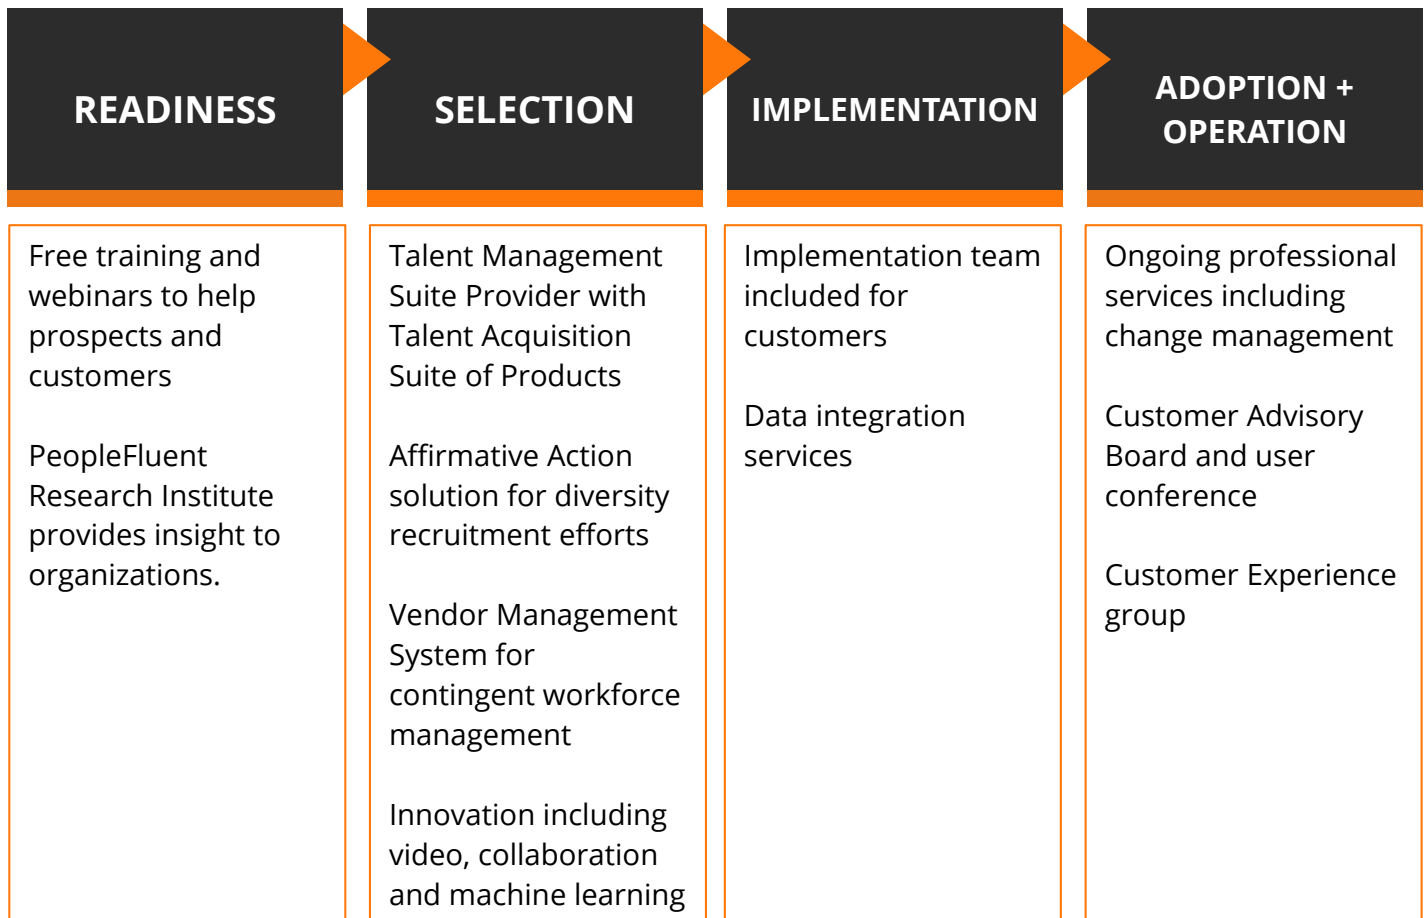 READINESS
SELECTION
IMPLEMENTATION
ADOPTION +
OPERATION
Free training and
webinars to help
prospects and
customers
PeopleFluent
Research Institute
provides insight to
organizations.
Talent Management
Suite Provider with
Talent Acquisition
Suite of Products
Affirmative Action
solution for diversity
recruitment efforts
Vendor Management
System for
contingent workforce
management
Innovation including
video, collaboration
and machine learning
Implementation team
included for
customers
Data integration
services
Ongoing professional
services including
change management
Customer Advisory
Board and user
conference
Customer Experience
group